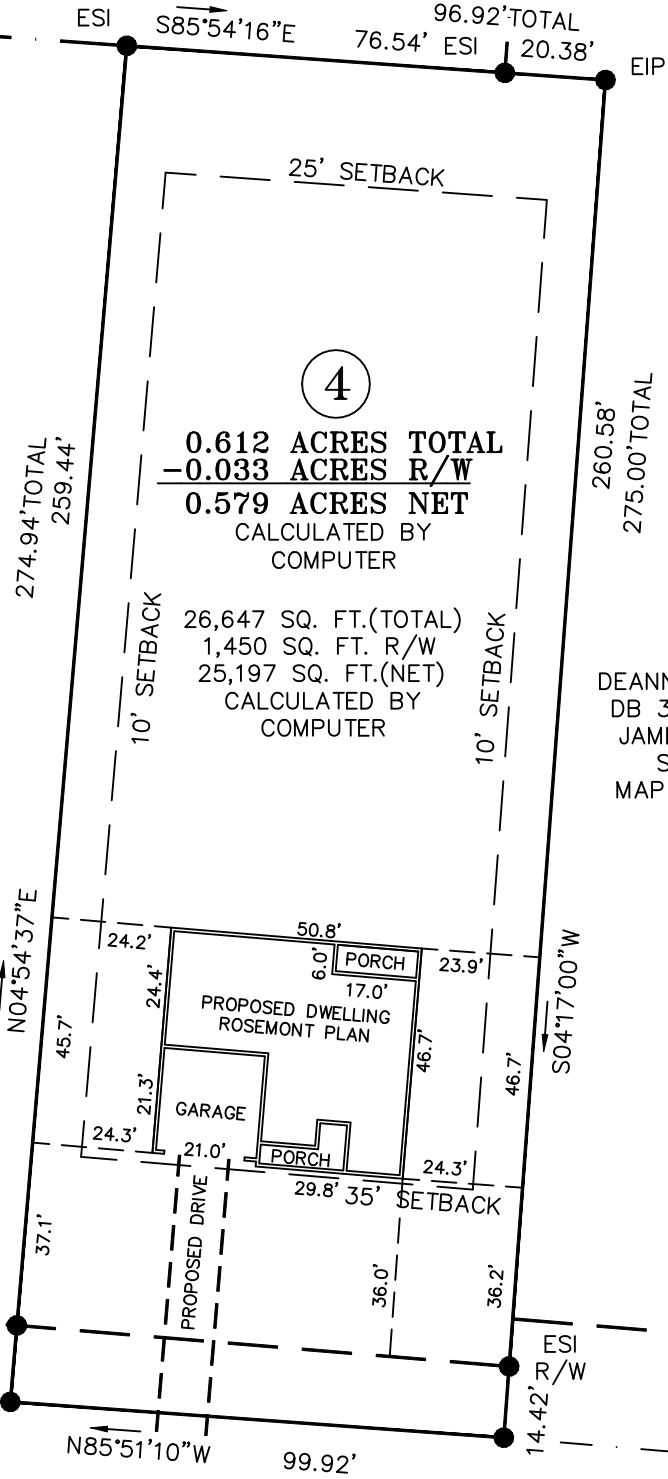 ESI
S85°54'16"E
96.92'TOTAL
76.54'
ESI
20.38'
EIP
25' SETBACK
4
0.612 ACRES TOTAL
-0.033 ACRES R/W
0.579 ACRES NET
CALCULATED BY
COMPUTER
274.94'TOTAL
259.44'
260.58'
275.00'TOTAL
26,647 SQ. FT.(TOTAL)
1,450 SQ. FT. R/W
25,197 SQ. FT.(NET)
CALCULATED BY
COMPUTER
10' SETBACK
10' SETBACK
DEANN
DB 3
JAM
S
MAP
N04°54'37"E
24.2'
50.8'
6.0'
PORCH
23.9'
17.0'
24.4'
PROPOSED DWELLING
ROSEMONT PLAN
S04°17'00"W
45.7'
46.7'
46.7'
21.3'
GARAGE
24.3'
21.0'
PORCH
24.3'
29.8'
35' SETBACK
PROPOSED DRIVE
37.1'
36.0'
36.2'
ESI
R/W
14.42'
N85°51'10"W
99.92'